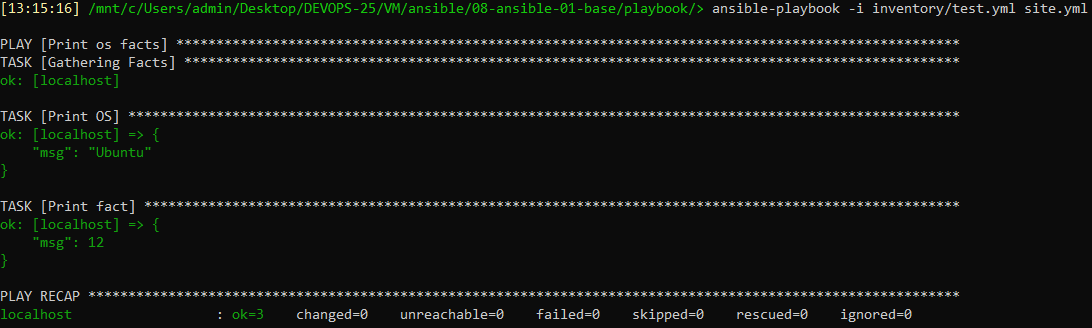 [13:15:16] /mnt/c/Users/admin/Desktop/DEVOPS-25/VM/ansible/08-ansible-01-base/playbook/> ansible-playbook -i inventory/test.yml site.yml
PLAY [Print os facts] **************************************************************************************************
TASK [Gathering Facts] *************************************************************************************************
ok: [localhost]
TASK [Print OS] ********************************************************************************************************
ok: [localhost] => {
    "msg": "Ubuntu"
}
TASK [Print fact] ******************************************************************************************************
ok: [localhost] => {
    "msg": 12
}
PLAY RECAP *************************************************************************************************************
localhost                  : ok=3    changed=0    unreachable=0    failed=0    skipped=0    rescued=0    ignored=0